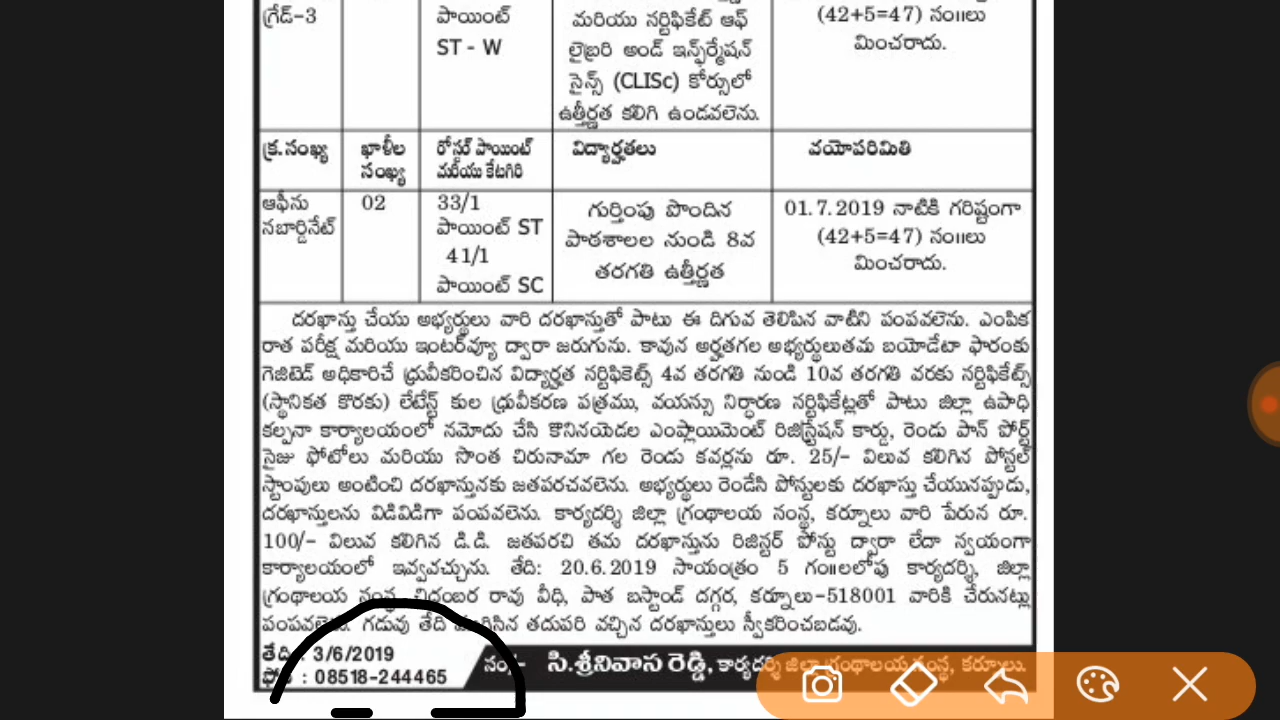 గ్రేడ్-3
పాయింట్
ST - W
మరియు సర్టిఫికేట్ ఆఫ్
లైబ్రరి అండ్ ఇన్ఫర్మేషన్
సైన్స్ (CLISc) కోర్సులో
ఉత్తీర్ణత కలిగి ఉండవలెను.
(42+5=47) సం॥లు
మించరాదు.
క్ర.సంఖ్య ఖాళీల సంఖ్య రోస్టర్ పాయింట్ మరియు కేటగిరి విద్యార్హతలు వయోపరిమితి
ఆఫీసు
సబార్డినేట్
02
33/1
పాయింట్ ST
41/1
పాయింట్ SC
గుర్తింపు పొందిన
పాఠశాలల నుండి 8వ
తరగతి ఉత్తీర్ణత
01.7.2019 నాటికి గరిష్టంగా
(42+5=47) సం॥లు
మించరాదు.
దరఖాస్తు చేయు అభ్యర్థులు వారి దరఖాస్తుతో పాటు ఈ దిగువ తెలిపిన వాటిని పంపవలెను. ఎంపిక
రాత పరీక్ష మరియు ఇంటర్వ్యూ ద్వారా జరుగును. కావున అర్హతగల అభ్యర్థులుతమ బయోడేటా ఫారంకు
గెజిటెడ్ అధికారిచే ధ్రువీకరించిన విద్యార్హత సర్టిఫికెట్స్ 4వ తరగతి నుండి 10వ తరగతి వరకు సర్టిఫికేట్స్
(స్థానికత కొరకు) లేటేస్ట్ కుల ధ్రువీకరణ పత్రము, వయస్సు నిర్ధారణ సర్టిఫికేట్లతో పాటు జిల్లా ఉపాధి
కల్పనా కార్యాలయంలో నమోదు చేసి కొనినయెడల ఎంప్లాయిమెంట్ రిజిస్ట్రేషన్ కార్డు, రెండు పాస్ పోర్ట్
సైజు ఫోటోలు మరియు సొంత చిరునామా గల రెండు కవర్లను రూ. 25/- విలువ కలిగిన పోస్టల్
స్టాంపులు అంటించి దరఖాస్తునకు జతపరచవలెను. అభ్యర్థులు రెండేసి పోస్టులకు దరఖాస్తు చేయునప్పుడు,
దరఖాస్తులను విడివిడిగా పంపవలెను. కార్యదర్శి జిల్లా గ్రంథాలయ సంస్థ, కర్నూలు వారి పేరున రూ.
100/- విలువ కలిగిన డి.డి. జతపరచి తమ దరఖాస్తును రిజిస్టర్ పోస్టు ద్వారా లేదా స్వయంగా
కార్యాలయంలో ఇవ్వవచ్చును. తేది: 20.6.2019 సాయంత్రం 5 గం॥లలోపు కార్యదర్శి, జిల్లా
గ్రంథాలయ సంస్థ, చిదంబర రావు వీధి, పాత బస్టాండ్ దగ్గర, కర్నూలు-518001 వారికి చేరునట్లు
పంపవలెను. గడువు తేది ముగిసిన తదుపరి వచ్చిన దరఖాస్తులు స్వీకరించబడవు.
తేది : 3/6/2019
ఫోన్ : 08518-244465
సం/- సి.శ్రీనివాస రెడ్డి, కార్యదర్శి జిల్లా గ్రంథాలయ సంస్థ, కర్నూలు.